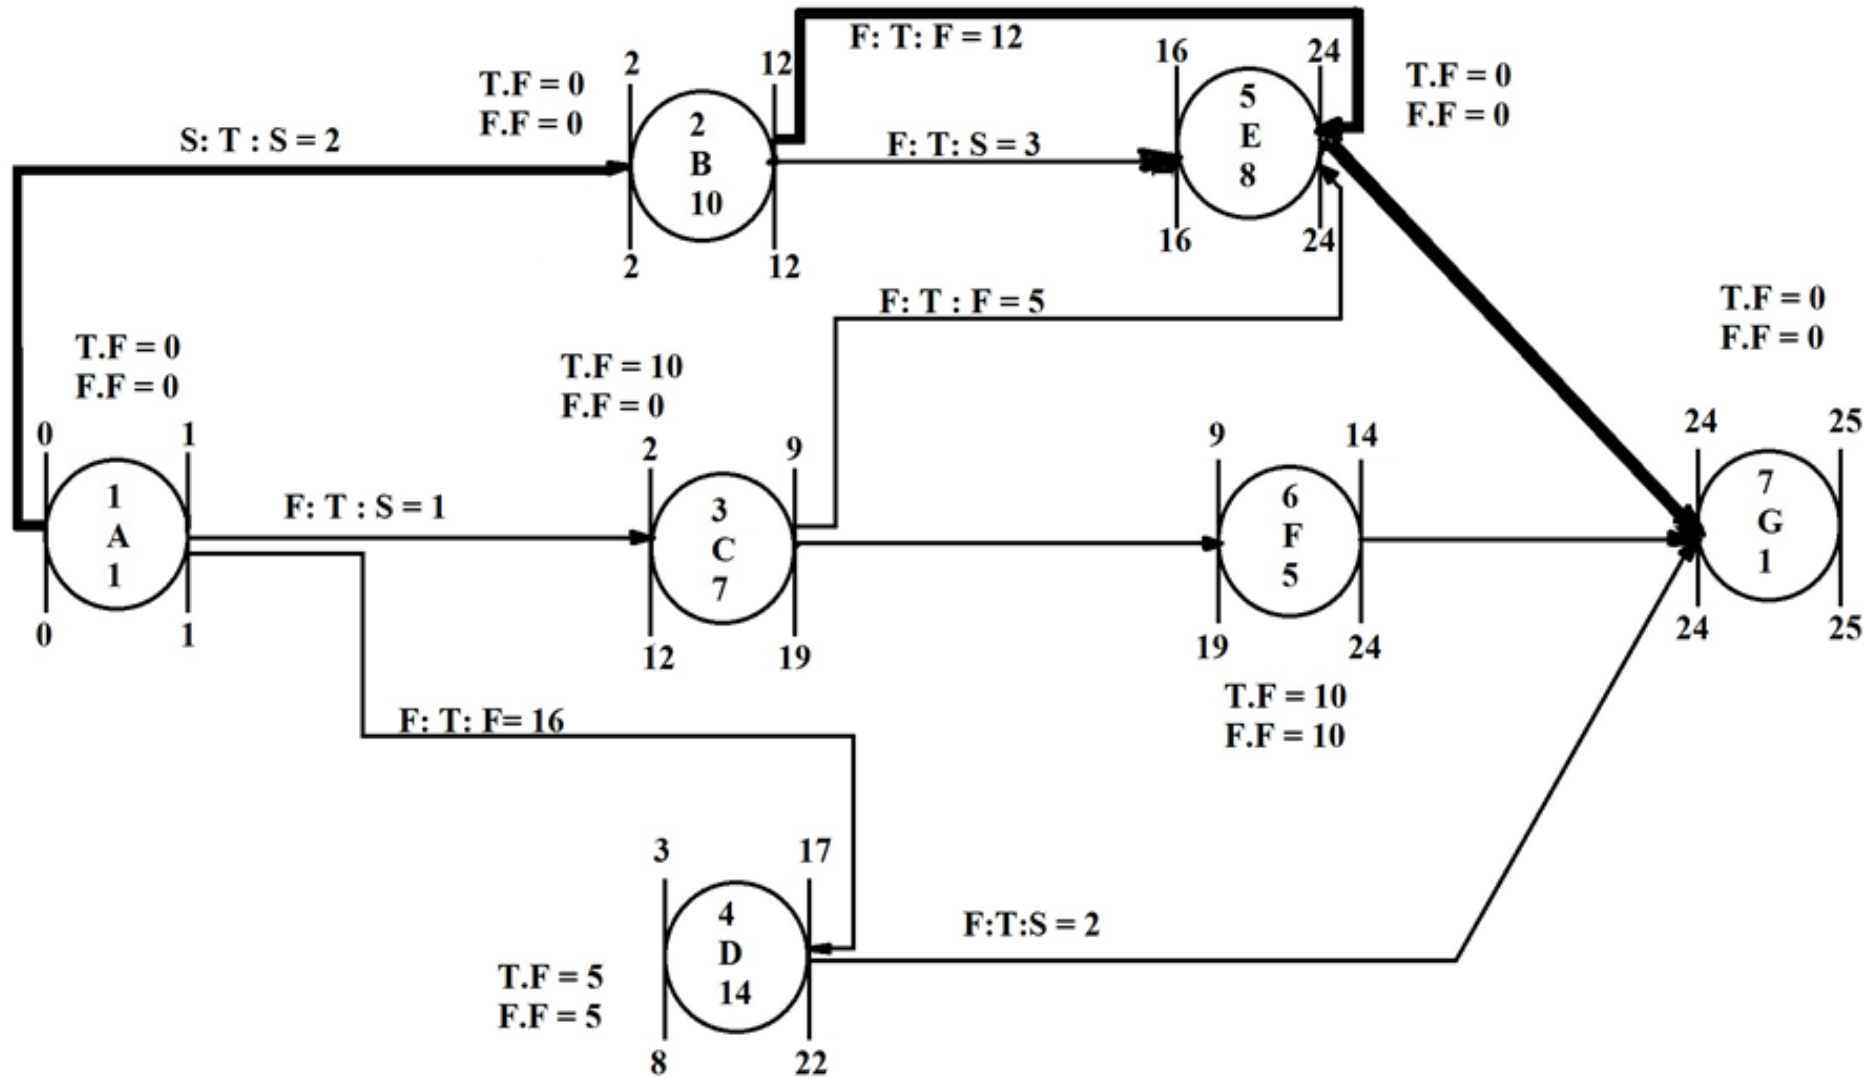 F: T: F = 12
16
24
T.F = 0
F.F = 0
2
12
T.F = 0
F.F = 0
5
E
8
2
B
10
S: T : S = 2
F: T: S = 3
16
24
2
12
F: T : F = 5
T.F = 0
F.F = 0
T.F = 0
F.F = 0
T.F = 10
F.F = 0
0
1
2
9
9
14
24
25
1
A
1
F: T : S = 1
3
C
7
6
F
5
7
G
1
0
1
12
19
19
24
24
25
T.F = 10
F.F = 10
F: T: F= 16
3
17
4
D
14
F:T:S = 2
T.F = 5
F.F = 5
8
22